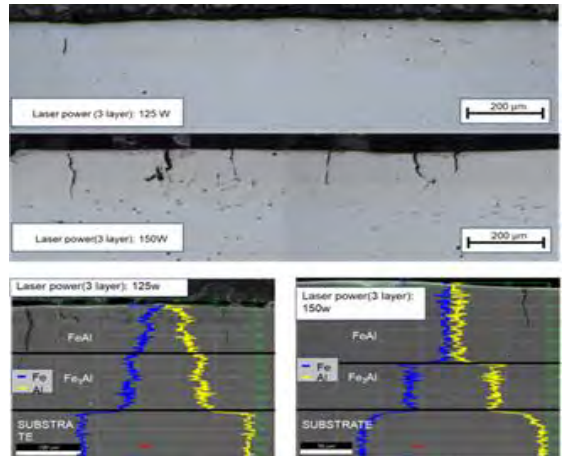 Laser power (3 layer): 125 W
200 µm
Laser power(3 layer): 150W
200 µm
Laser power(3 layer): 125w
FeAl
Fe
Al
Fe₃Al
SUBSTRA
TE
Laser power(3 layer):
150w
FeAl
Fe
Al
Fe₃Al
SUBSTRATE